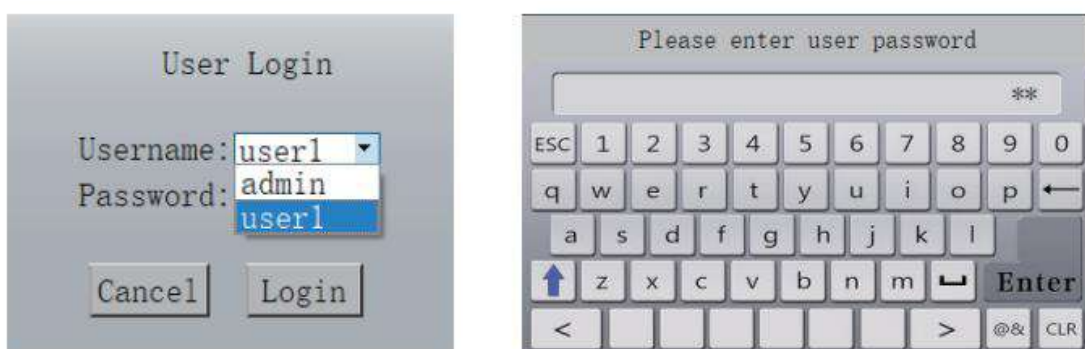 User Login
Username: user1
admin
Password:
user1
Cancel Login
Please enter user password
**
ESC 1 2 3 4 5 6 7 8 9 0
q w e r t y u i o p ←
a s d f g h j k l
z x c v b n m Enter
< > @& CLR